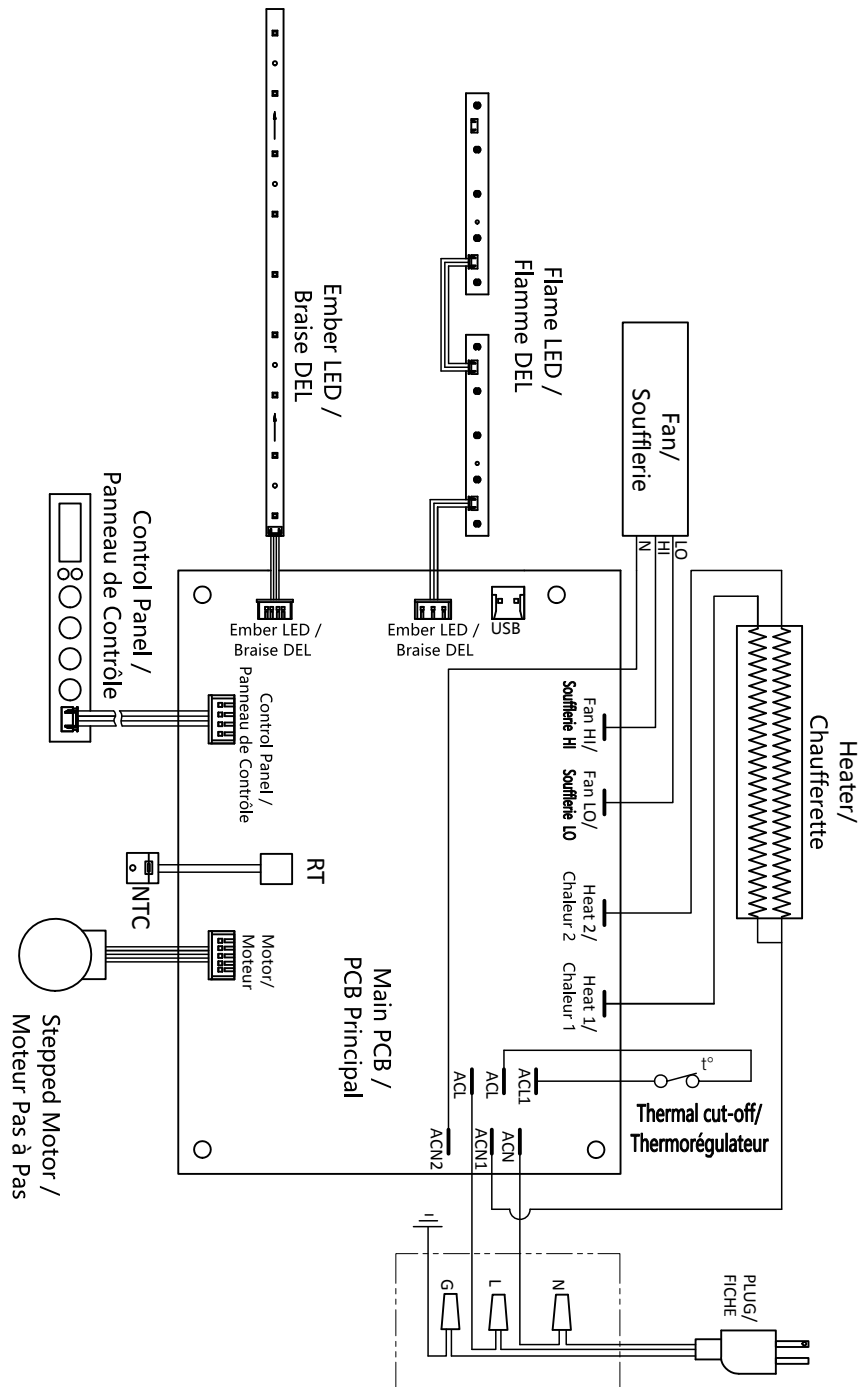 Ember LED /
Braise DEL
Flame LED /
Flamme DEL
Fan/
Soufflerie
N
HI
LO
Heater/
Chaufferette
Control Panel /
Panneau de Contrôle
Ember LED /
Braise DEL
Ember LED /
Braise DEL
USB
Control Panel /
Panneau de Contrôle
Fan HI/
Soufflerie HI
Fan LO/
Soufflerie LO
Heat 2/
Chaleur 2
Heat 1/
Chaleur 1
RT
NTC
Motor/
Moteur
Stepped Motor /
Moteur Pas à Pas
Main PCB /
PCB Principal
ACL
ACL
ACL1
t°
Thermal cut-off/
Thermorégulateur
ACN2
ACN1
ACN
G
L
N
PLUG/
FICHE